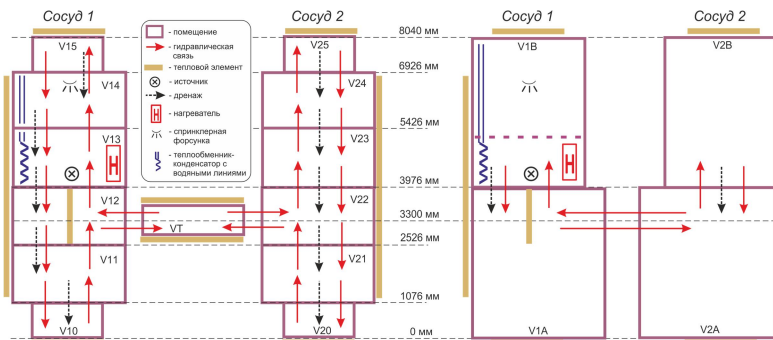 Сосуд 1
Сосуд 2
Сосуд 1
Сосуд 2
V15
V14
V13
V12
V11
V10
VT
- помещение
- гидравлическая
связь
- тепловой элемент
- источник
- дренаж
- нагреватель
- спринклерная
форсунка
- теплообменник-
конденсатор с
водяными линиями
H
H
V25
V24
V23
V22
V21
V20
8040 мм
6926 мм
5426 мм
3976 мм
3300 мм
2526 мм
1076 мм
0 мм
V1B
H
V1A
V2B
V2A